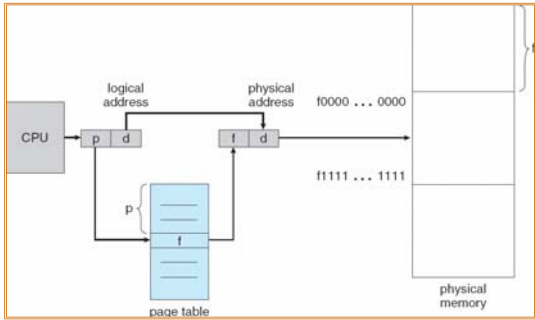 logical
address
physical
address
f0000 ... 0000
f
CPU
p
d
f
d
f1111 ... 1111
p
f
page table
physical
memory